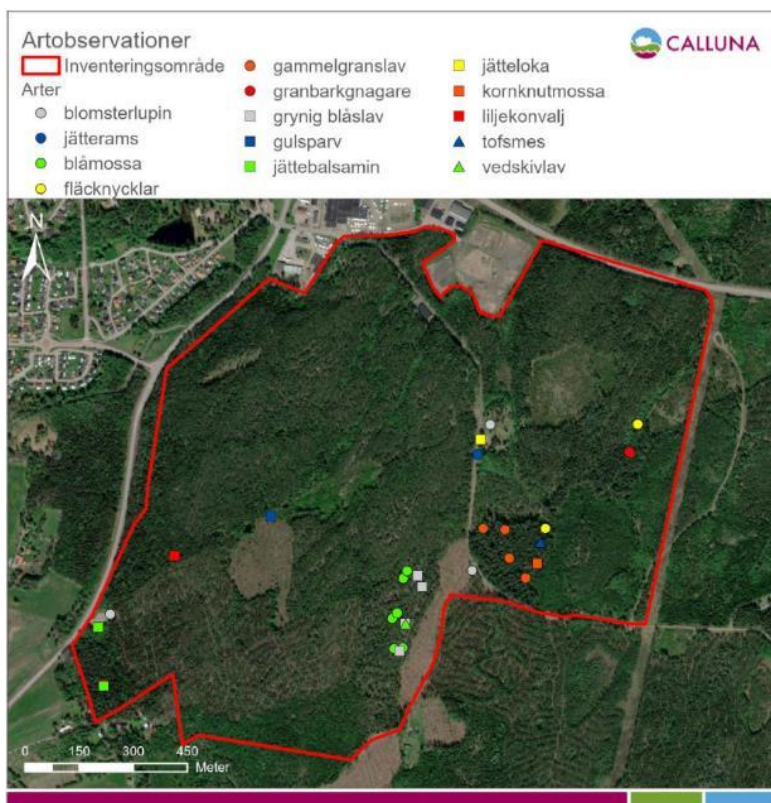 Artobservationer
CALLUNA
Inventeringsområde
Arter
blomsterlupin
jätterams
blåmossa
fläcknycklar
gammelgranslav
granbarkgnagare
grynig blåslav
gulsparv
jättebalsamin
jätteloka
kornknutmossa
liljekonvalj
tofsmes
vedskivlav
N
0 150 300 450
Meter